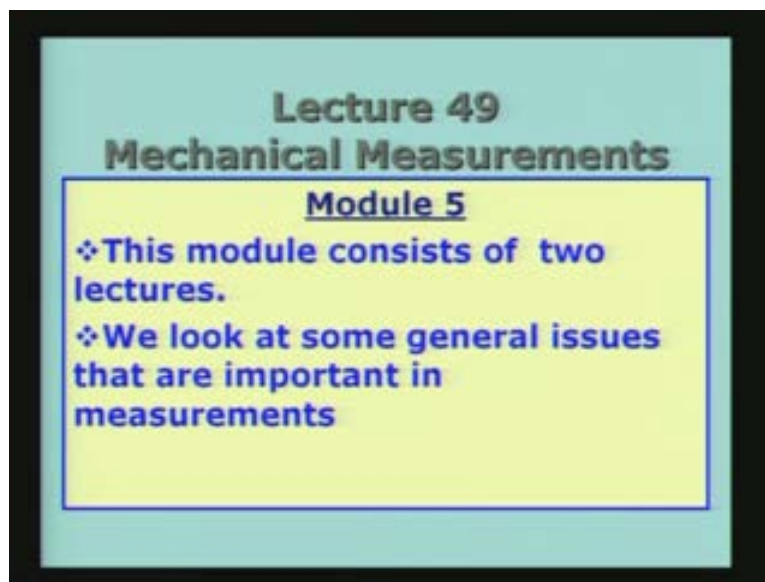 Lecture 49
Mechanical Measurements
Module 5
❖This module consists of two
lectures.
❖We look at some general issues
that are important in
measurements